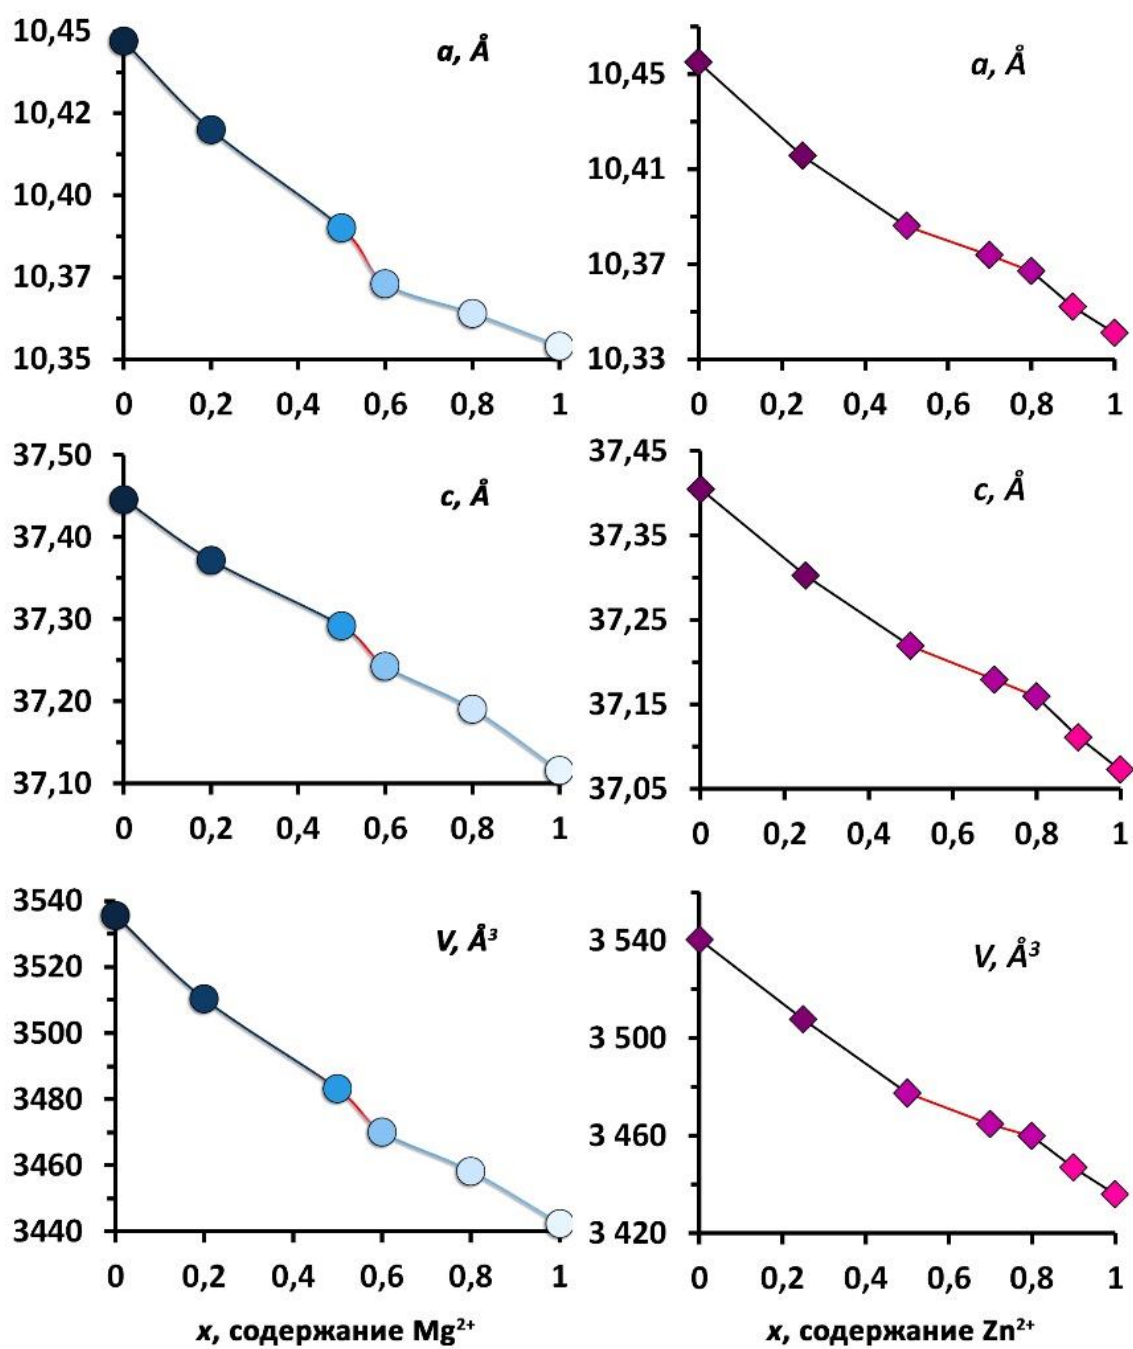 a, Å
10,45
10,42
10,40
10,37
10,35
0 0,2 0,4 0,6 0,8 1
a, Å
10,45
10,41
10,37
10,33
0 0,2 0,4 0,6 0,8 1
c, Å
37,50
37,40
37,30
37,20
37,10
0 0,2 0,4 0,6 0,8 1
c, Å
37,45
37,35
37,25
37,15
37,05
0 0,2 0,4 0,6 0,8 1
V, Å³
3540
3520
3500
3480
3460
3440
0 0,2 0,4 0,6 0,8 1
x, содержание Mg²⁺
V, Å³
3 540
3 500
3 460
3 420
0 0,2 0,4 0,6 0,8 1
x, содержание Zn²⁺